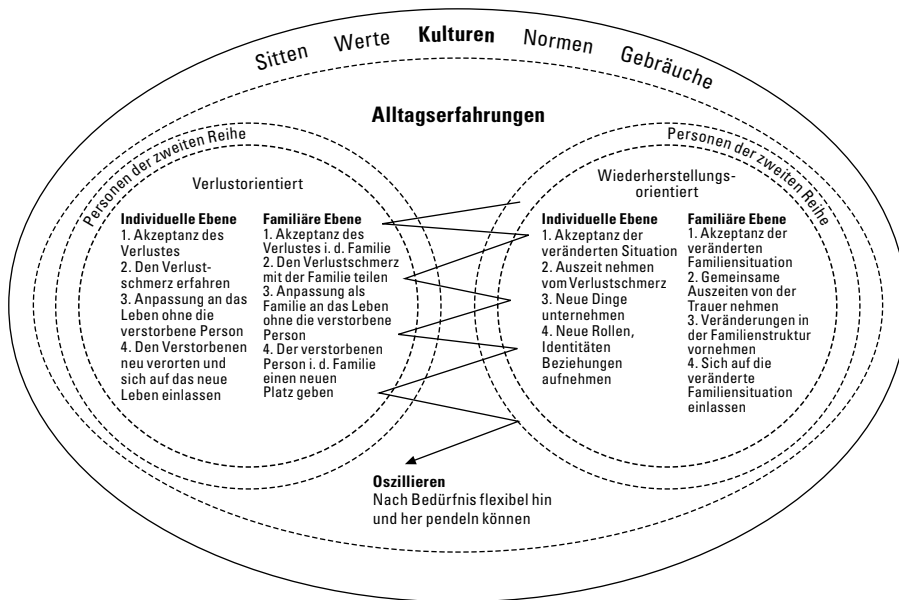 Sitten Werte Kulturen Normen Gebräuche
Alltagserfahrungen
Personen der zweiten Reihe
Verlustorientiert
Individuelle Ebene
1. Akzeptanz des
Verlustes
2. Den Verlust-
schmerz erfahren
3. Anpassung an das
Leben ohne die
verstorbene Person
4. Den Verstorbenen
neu verorten und
sich auf das neue
Leben einlassen
Familiäre Ebene
1. Akzeptanz des
Verlustes i. d. Familie
2. Den Verlustschmerz
mit der Familie teilen
3. Anpassung als
Familie an das Leben
ohne die verstorbene
Person
4. Der verstorbenen
Person i. d. Familie
einen neuen
Platz geben
Personen der zweiten Reihe
Wiederherstellungs-
orientiert
Individuelle Ebene
1. Akzeptanz der
veränderten Situation
2. Auszeit nehmen
vom Verlustschmerz
3. Neue Dinge
unternehmen
4. Neue Rollen,
Identitäten
Beziehungen
aufnehmen
Familiäre Ebene
1. Akzeptanz der
veränderten
Familiensituation
2. Gemeinsame
Auszeiten von der
Trauer nehmen
3. Veränderungen in
der Familienstruktur
vornehmen
4. Sich auf die
veränderte
Familiensituation
einlassen
Oszillieren
Nach Bedürfnis flexibel hin
und her pendeln können